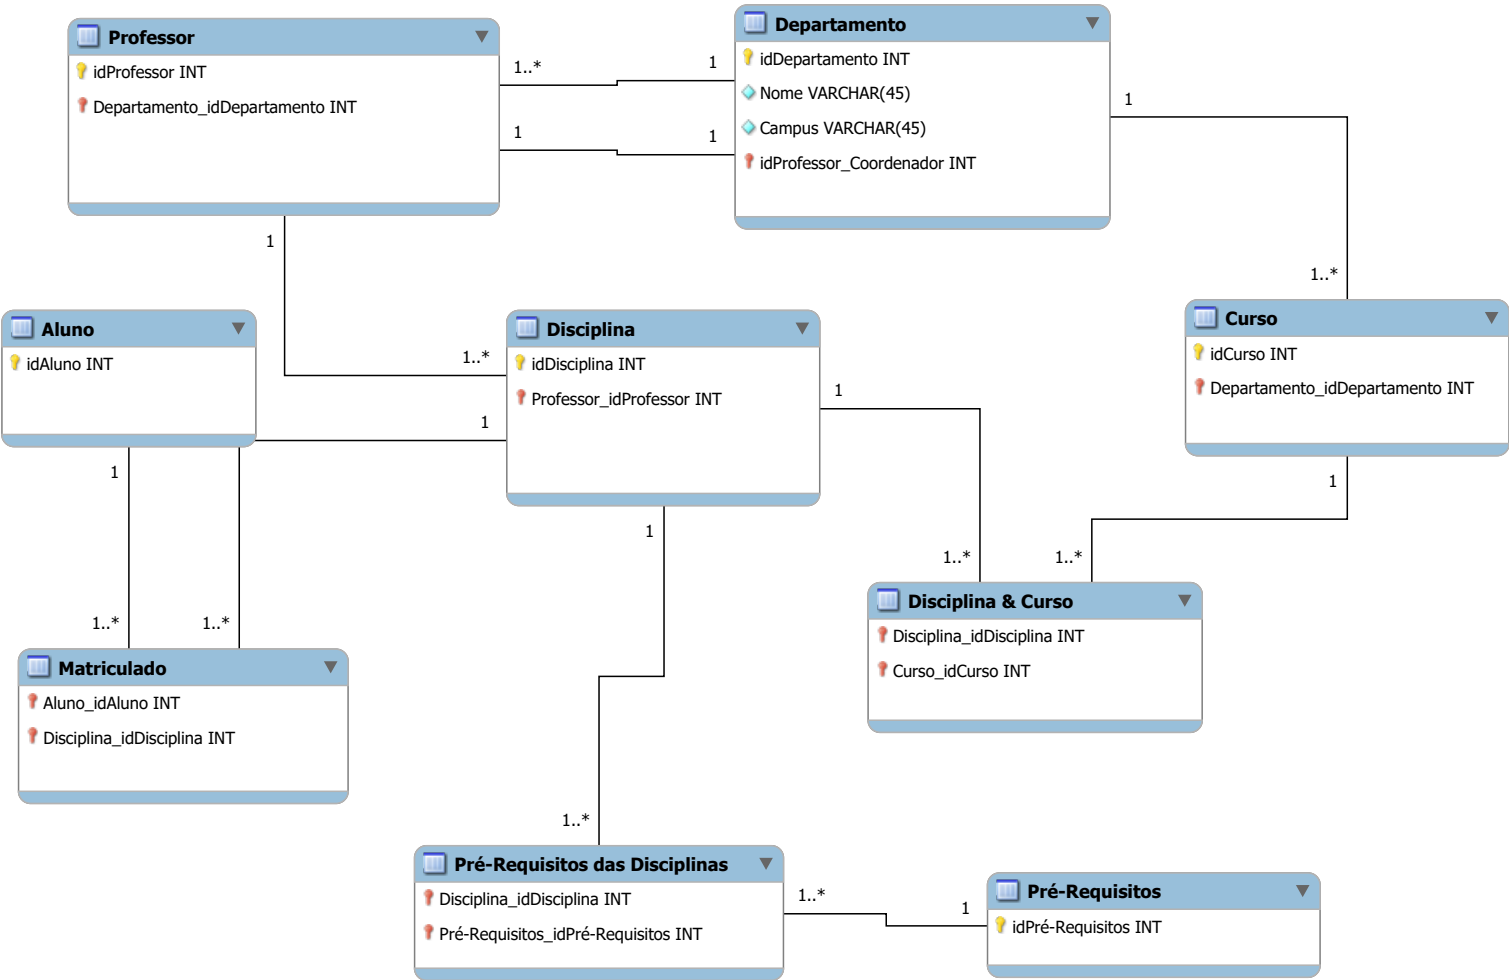 Professor
idProfessor INT
Departamento_idDepartamento INT
Departamento
idDepartamento INT
Nome VARCHAR(45)
Campus VARCHAR(45)
idProfessor_Coordenador INT
1..*
1
1
1
1
1..*
1
1..*
Aluno
idAluno INT
Disciplina
idDisciplina INT
Professor_idProfessor INT
Curso
idCurso INT
Departamento_idDepartamento INT
1
1
1
1
1
1..*
1..*
1..*
1..*
Matriculado
Aluno_idAluno INT
Disciplina_idDisciplina INT
Disciplina & Curso
Disciplina_idDisciplina INT
Curso_idCurso INT
1..*
Pré-Requisitos das Disciplinas
Disciplina_idDisciplina INT
Pré-Requisitos_idPré-Requisitos INT
1..*
1
Pré-Requisitos
idPré-Requisitos INT